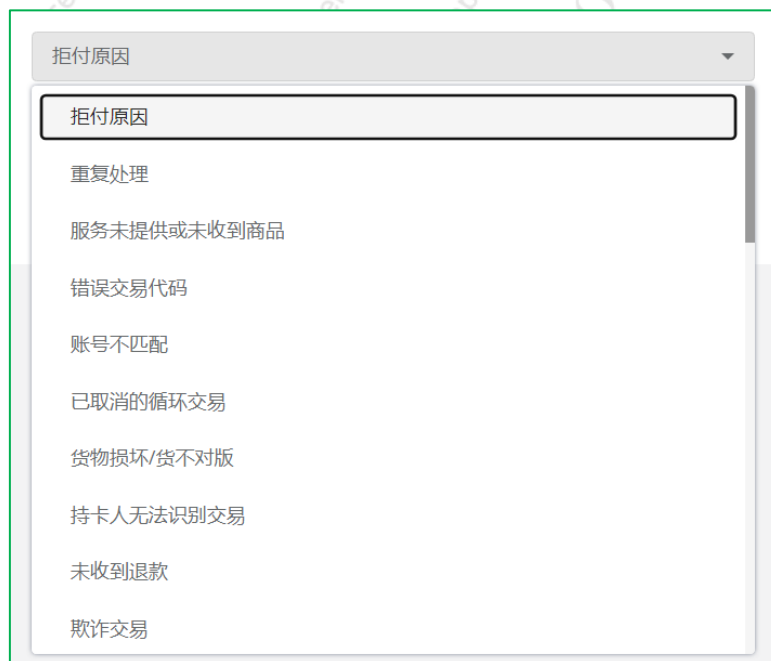 拒付原因
拒付原因
重复处理
服务未提供或未收到商品
错误交易代码
账号不匹配
已取消的循环交易
货物损坏/货不对版
持卡人无法识别交易
未收到退款
欺诈交易